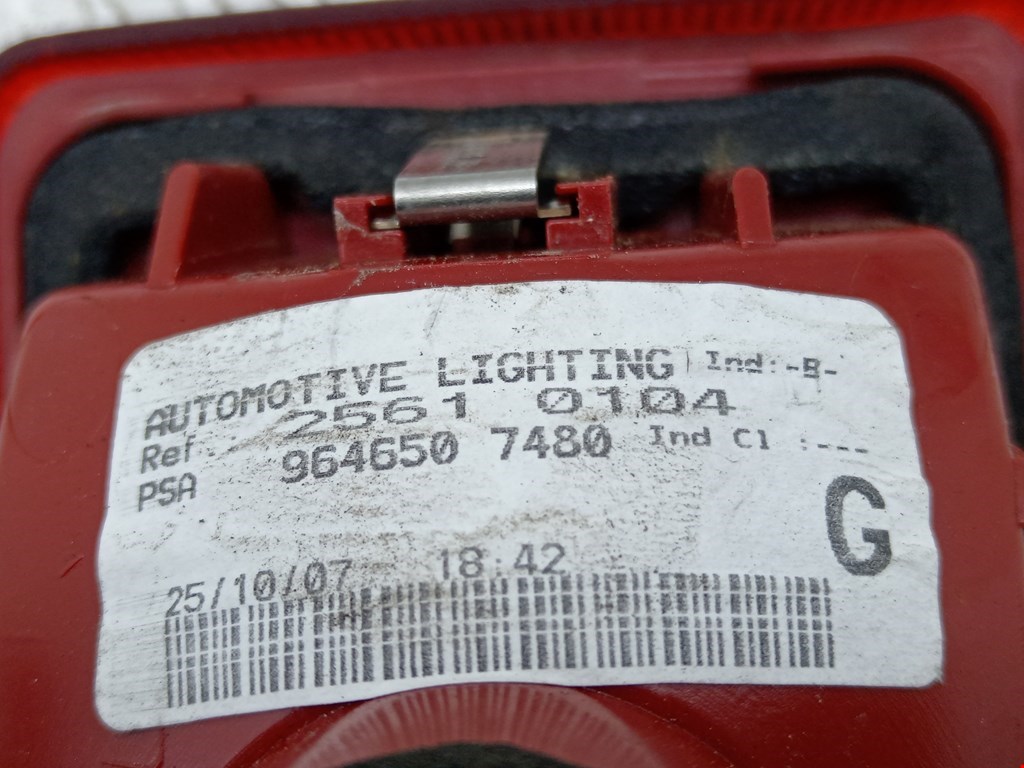 AUTOMOTIVE LIGHTING Ind:-B-
Ref: 2561 0104
PSA 964650 7480 Ind Cl :---
G
25/10/07 18:42